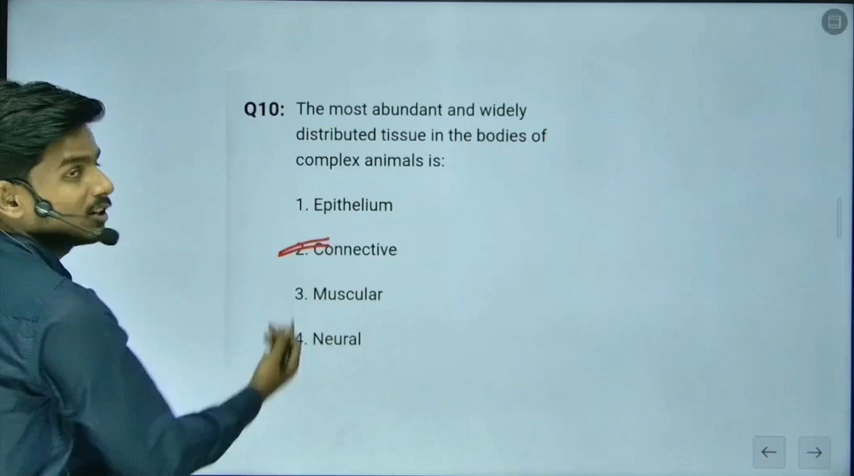 Q10: The most abundant and widely
distributed tissue in the bodies of
complex animals is:
1. Epithelium
2. Connective
3. Muscular
4. Neural